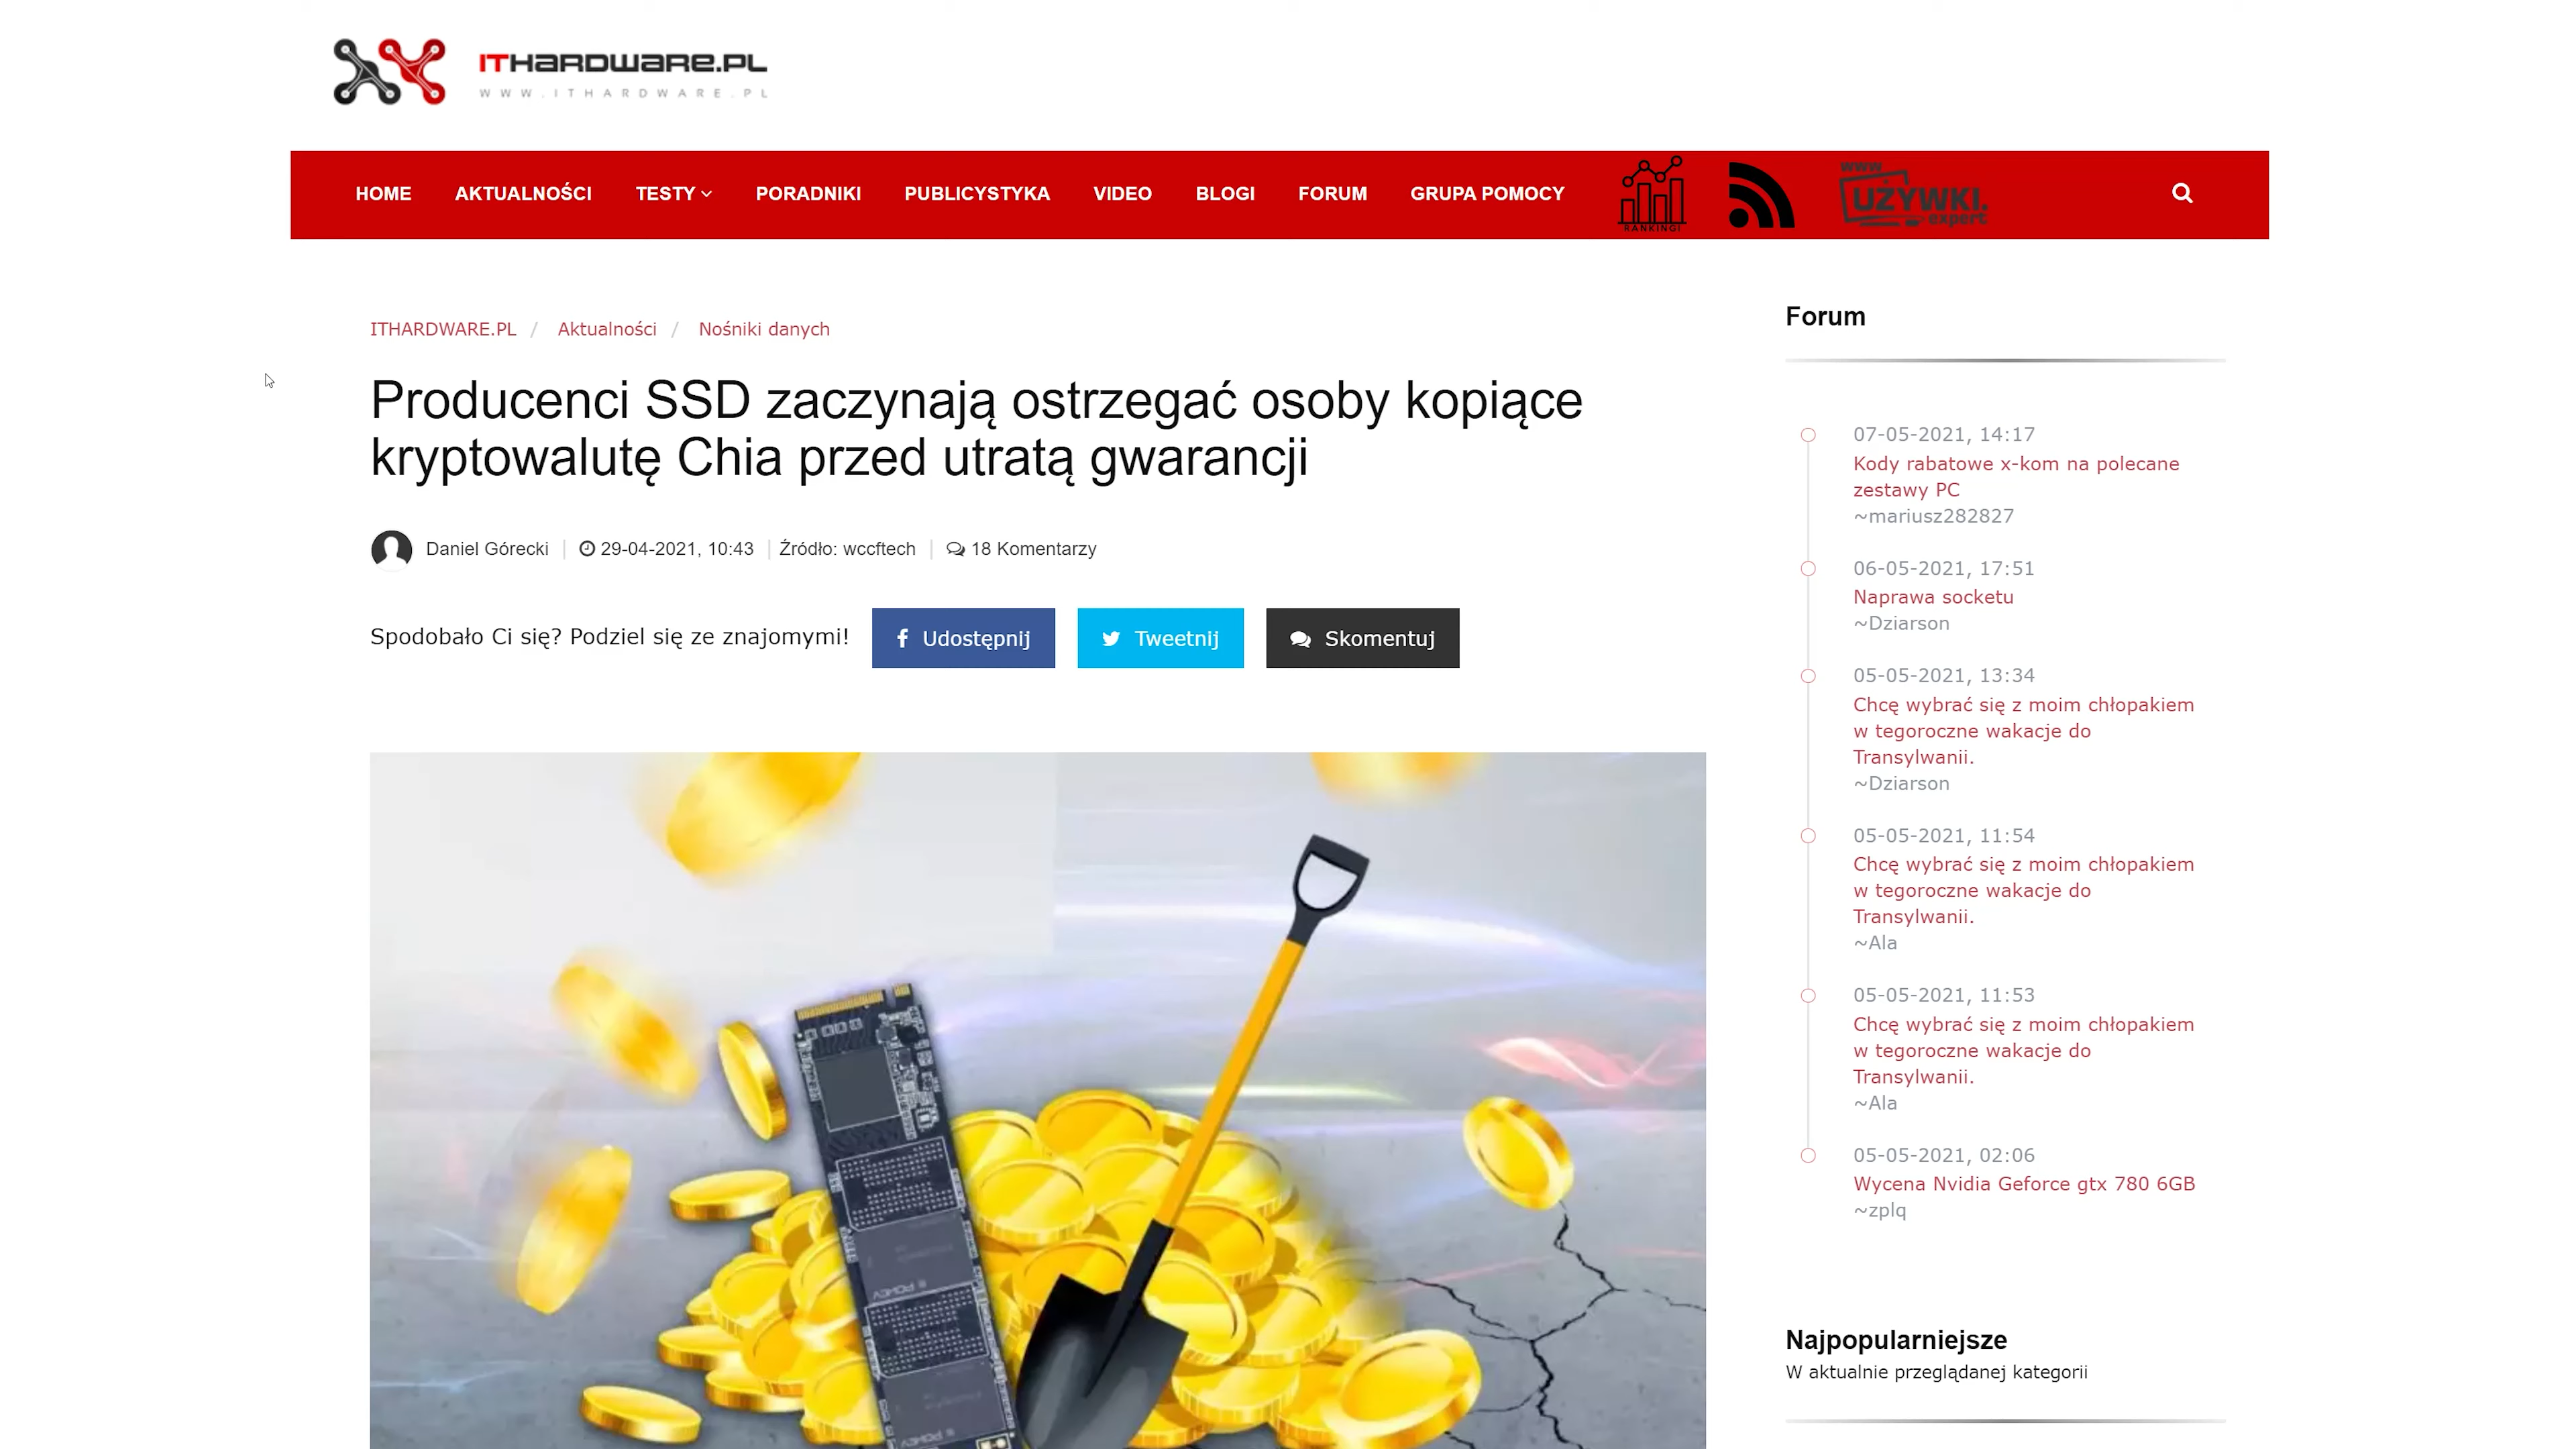 ITHARDWARE.PL
WWW.ITHARDWARE.PL
HOME AKTUALNOŚCI TESTY PORADNIKI PUBLICYSTYKA VIDEO BLOGI FORUM GRUPA POMOCY
RANKINGI
www
UŻYWKI.
expert
ITHARDWARE.PL / Aktualności / Nośniki danych
Producenci SSD zaczynają ostrzegać osoby kopiące
kryptowalutę Chia przed utratą gwarancji
Daniel Górecki | 29-04-2021, 10:43 | Źródło: wccftech | 18 Komentarzy
Spodobało Ci się? Podziel się ze znajomymi! Udostępnij Tweetnij Skomentuj
Forum
07-05-2021, 14:17
Kody rabatowe x-kom na polecane
zestawy PC
~mariusz282827
06-05-2021, 17:51
Naprawa socketu
~Dziarson
05-05-2021, 13:34
Chcę wybrać się z moim chłopakiem
w tegoroczne wakacje do
Transylwanii.
~Dziarson
05-05-2021, 11:54
Chcę wybrać się z moim chłopakiem
w tegoroczne wakacje do
Transylwanii.
~Ala
05-05-2021, 11:53
Chcę wybrać się z moim chłopakiem
w tegoroczne wakacje do
Transylwanii.
~Ala
05-05-2021, 02:06
Wycena Nvidia Geforce gtx 780 6GB
~zplq
Najpopularniejsze
W aktualnie przeglądanej kategorii